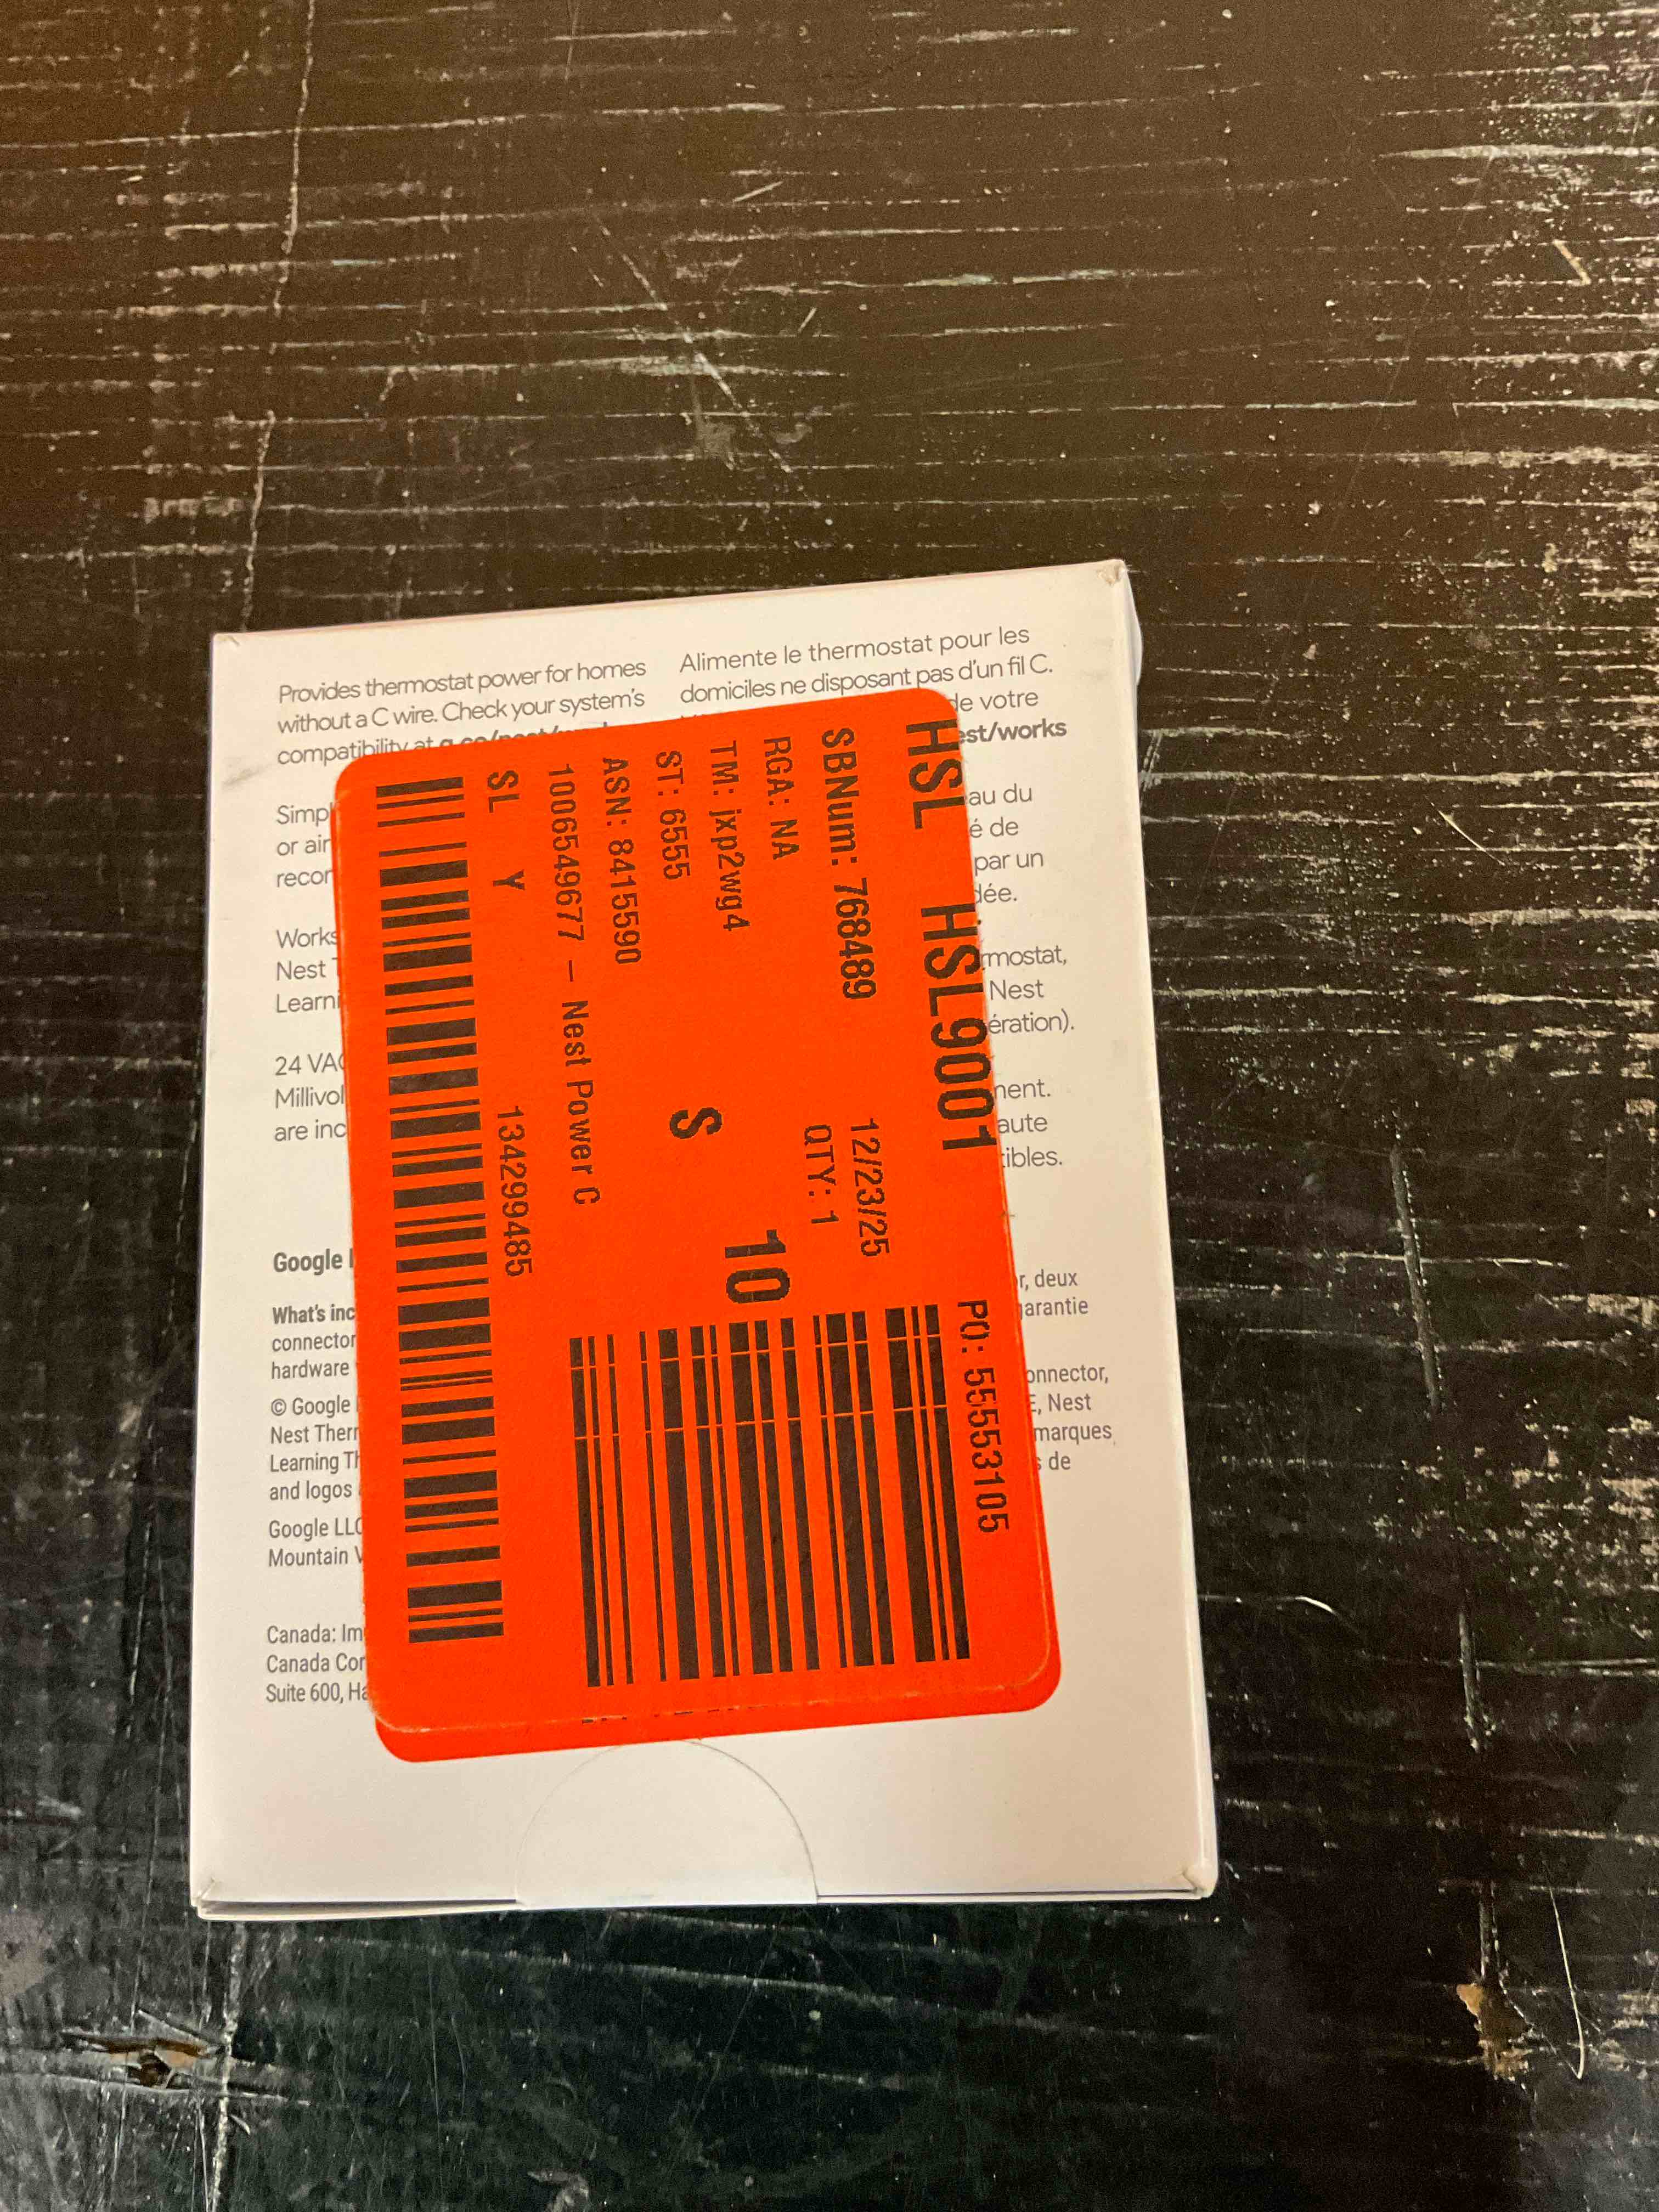 Provides thermostat power for homes
without a C wire. Check your system's
compatibility at
Simpl
or air
recor
Works
Nest
Learni
24 VAC
Millivol
are inc
Google
What's inc
connector
hardware
© Google
Nest Therr
Learning Th
and logos
Google LLC
Mountain V
Canada: Im
Canada Cor
Suite 600, Ha
Alimente le thermostat pour les
domiciles ne disposant pas d'un fil C.
de votre
est/works
au du
é de
par un
dée.
rmostat,
Nest
ération).
nent.
aute
tibles.
r, deux
garantie
onnector,
E, Nest
marques
s de
HSL HSL9001 PO: 55553105
SBNum: 768489 12/23/25
RGA: NA QTY: 1
TM: jxp2wg4 10
ST: 6555 S
ASN: 8415590
1006549677 – Nest Power C
SL Y 134299485